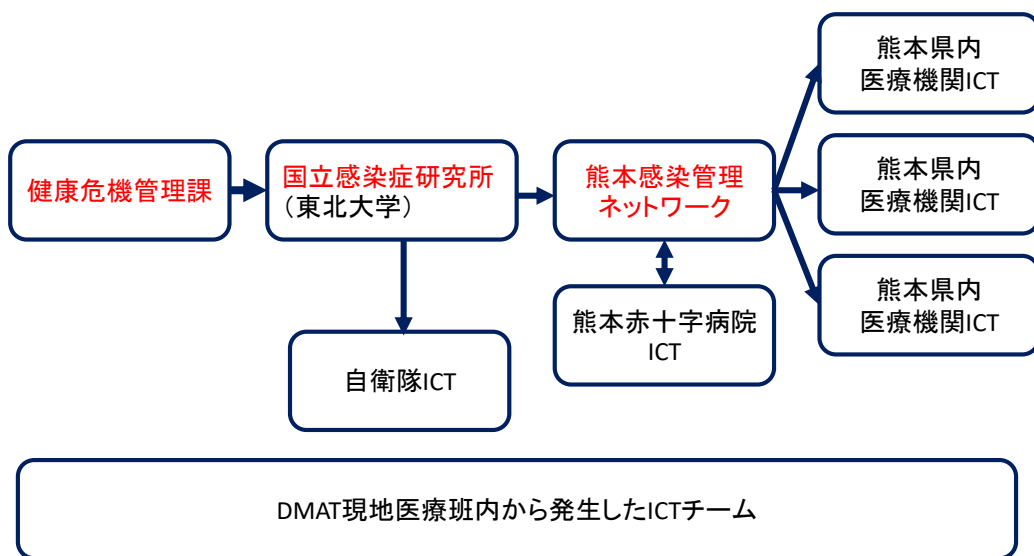 健康危機管理課
国立感染症研究所
（東北大学）
熊本感染管理
ネットワーク
熊本県内
医療機関ICT
熊本県内
医療機関ICT
熊本県内
医療機関ICT
自衛隊ICT
熊本赤十字病院
ICT
DMAT現地医療班内から発生したICTチーム